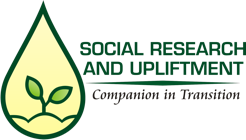 SOCIAL RESEARCH
AND UPLIFTMENT
Companion in Transition